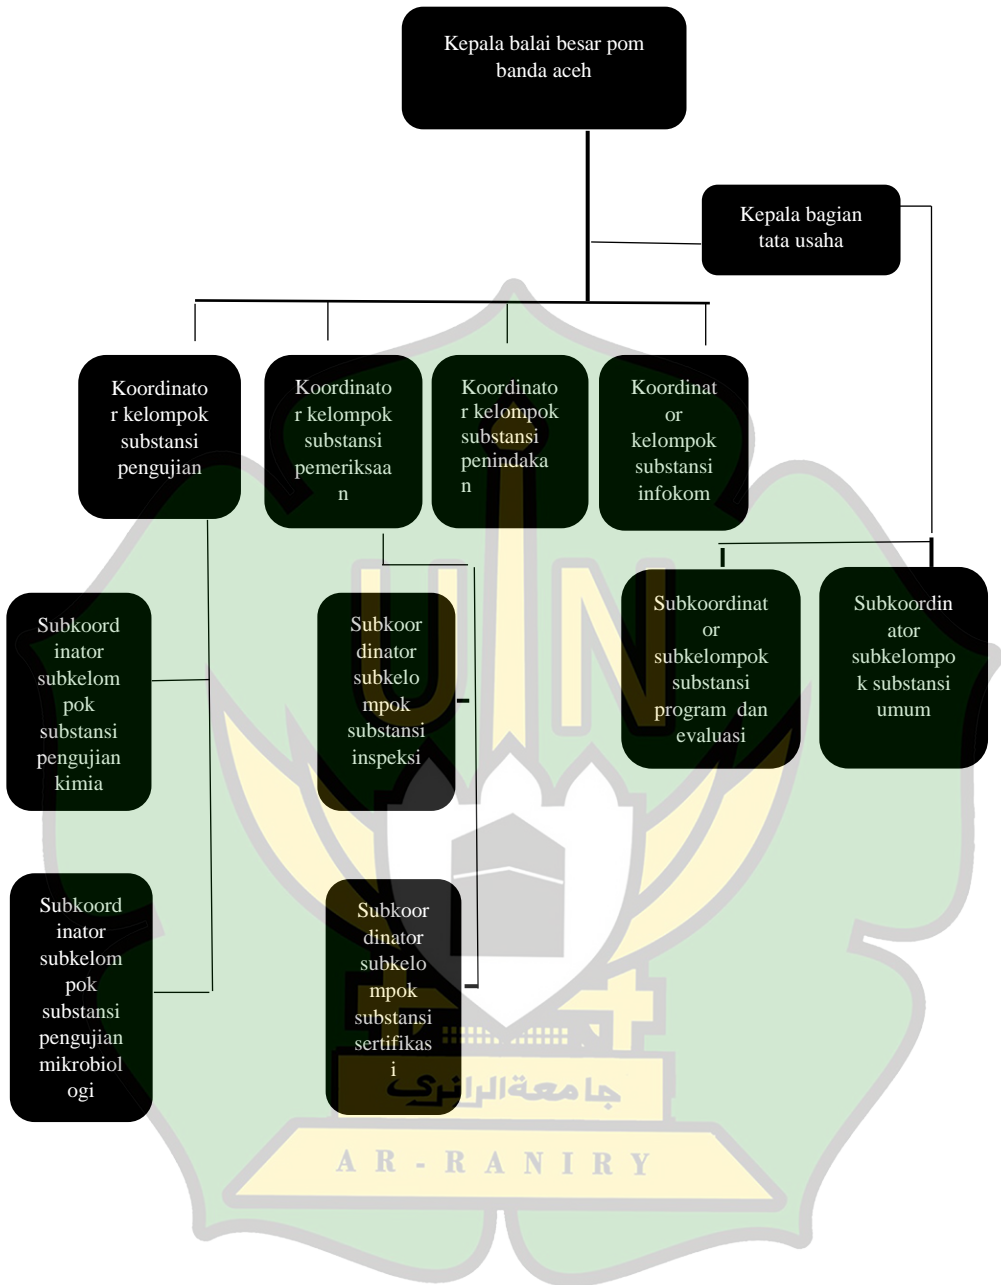 Kepala balai besar pom
banda aceh
Kepala bagian
tata usaha
Koordinato
r kelompok
substansi
pengujian
Koordinato
r kelompok
substansi
pemeriksaa
n
Koordinato
r kelompok
substansi
penindaka
n
Koordinat
or
kelompok
substansi
infokom
Subkoord
inator
subkelom
pok
substansi
pengujian
kimia
Subkoor
dinator
subkelo
mpok
substansi
inspeksi
Subkoordinat
or
subkelompok
substansi
program dan
evaluasi
Subkoordin
ator
subkelompo
k substansi
umum
Subkoord
inator
subkelom
pok
substansi
pengujian
mikrobiol
ogi
Subkoor
dinator
subkelo
mpok
substansi
sertifikas
i
UIN
جامعة الرانري
AR-RANIRY